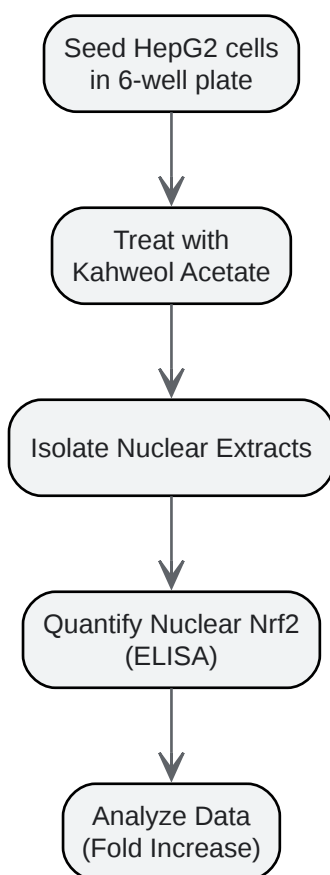 Seed HepG2 cells
in 6-well plate
Treat with
Kahweol Acetate
Isolate Nuclear Extracts
Quantify Nuclear Nrf2
(ELISA)
Analyze Data
(Fold Increase)